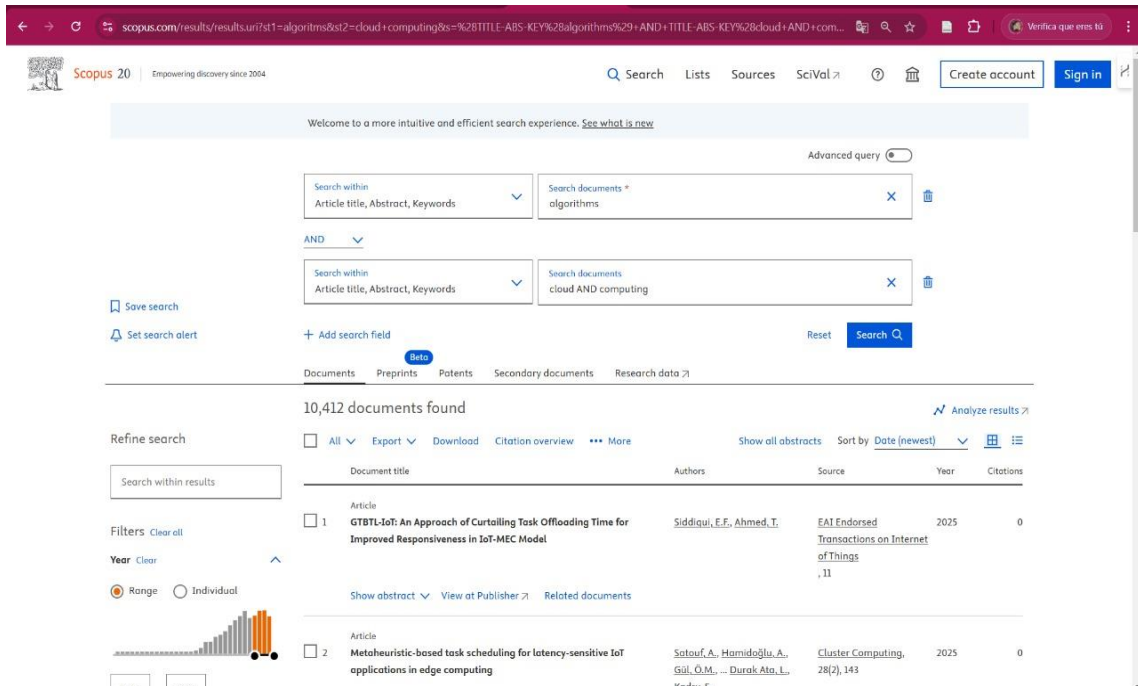 scopus.com/results/results.uri?st1=algoritms&st2=cloud+computing&s=%28TITLE-ABS-KEY%28algorithms%29+AND+TITLE-ABS-KEY%28cloud+AND+com...
Verifica que eres tú
Scopus 20
Empowering discovery since 2004
Search Lists Sources SciVal
Create account
Sign in
Welcome to a more intuitive and efficient search experience. See what is new
Advanced query
Search within
Article title, Abstract, Keywords
Search documents *
algorithms
AND
Search within
Article title, Abstract, Keywords
Search documents
cloud AND computing
Save search
Set search alert
+ Add search field
Reset
Search
Beta
Documents Preprints Patents Secondary documents Research data
10,412 documents found
Analyze results
Refine search
All Export Download Citation overview ••• More
Show all abstracts Sort by Date (newest)
Search within results
Document title Authors Source Year Citations
Filters Clear all
Year Clear
Range Individual
Article
1 GTBTL-IoT: An Approach of Curtailing Task Offloading Time for
Improved Responsiveness in IoT-MEC Model
Siddiqui, E.F., Ahmed, T.
EAI Endorsed
Transactions on Internet
of Things
, 11
2025
0
Show abstract View at Publisher Related documents
Article
2 Metaheuristic-based task scheduling for latency-sensitive IoT
applications in edge computing
Satouf, A., Hamidoğlu, A.,
Gül, Ö.M., ... Durak Ata, L.,
Cluster Computing,
28(2), 143
2025
0